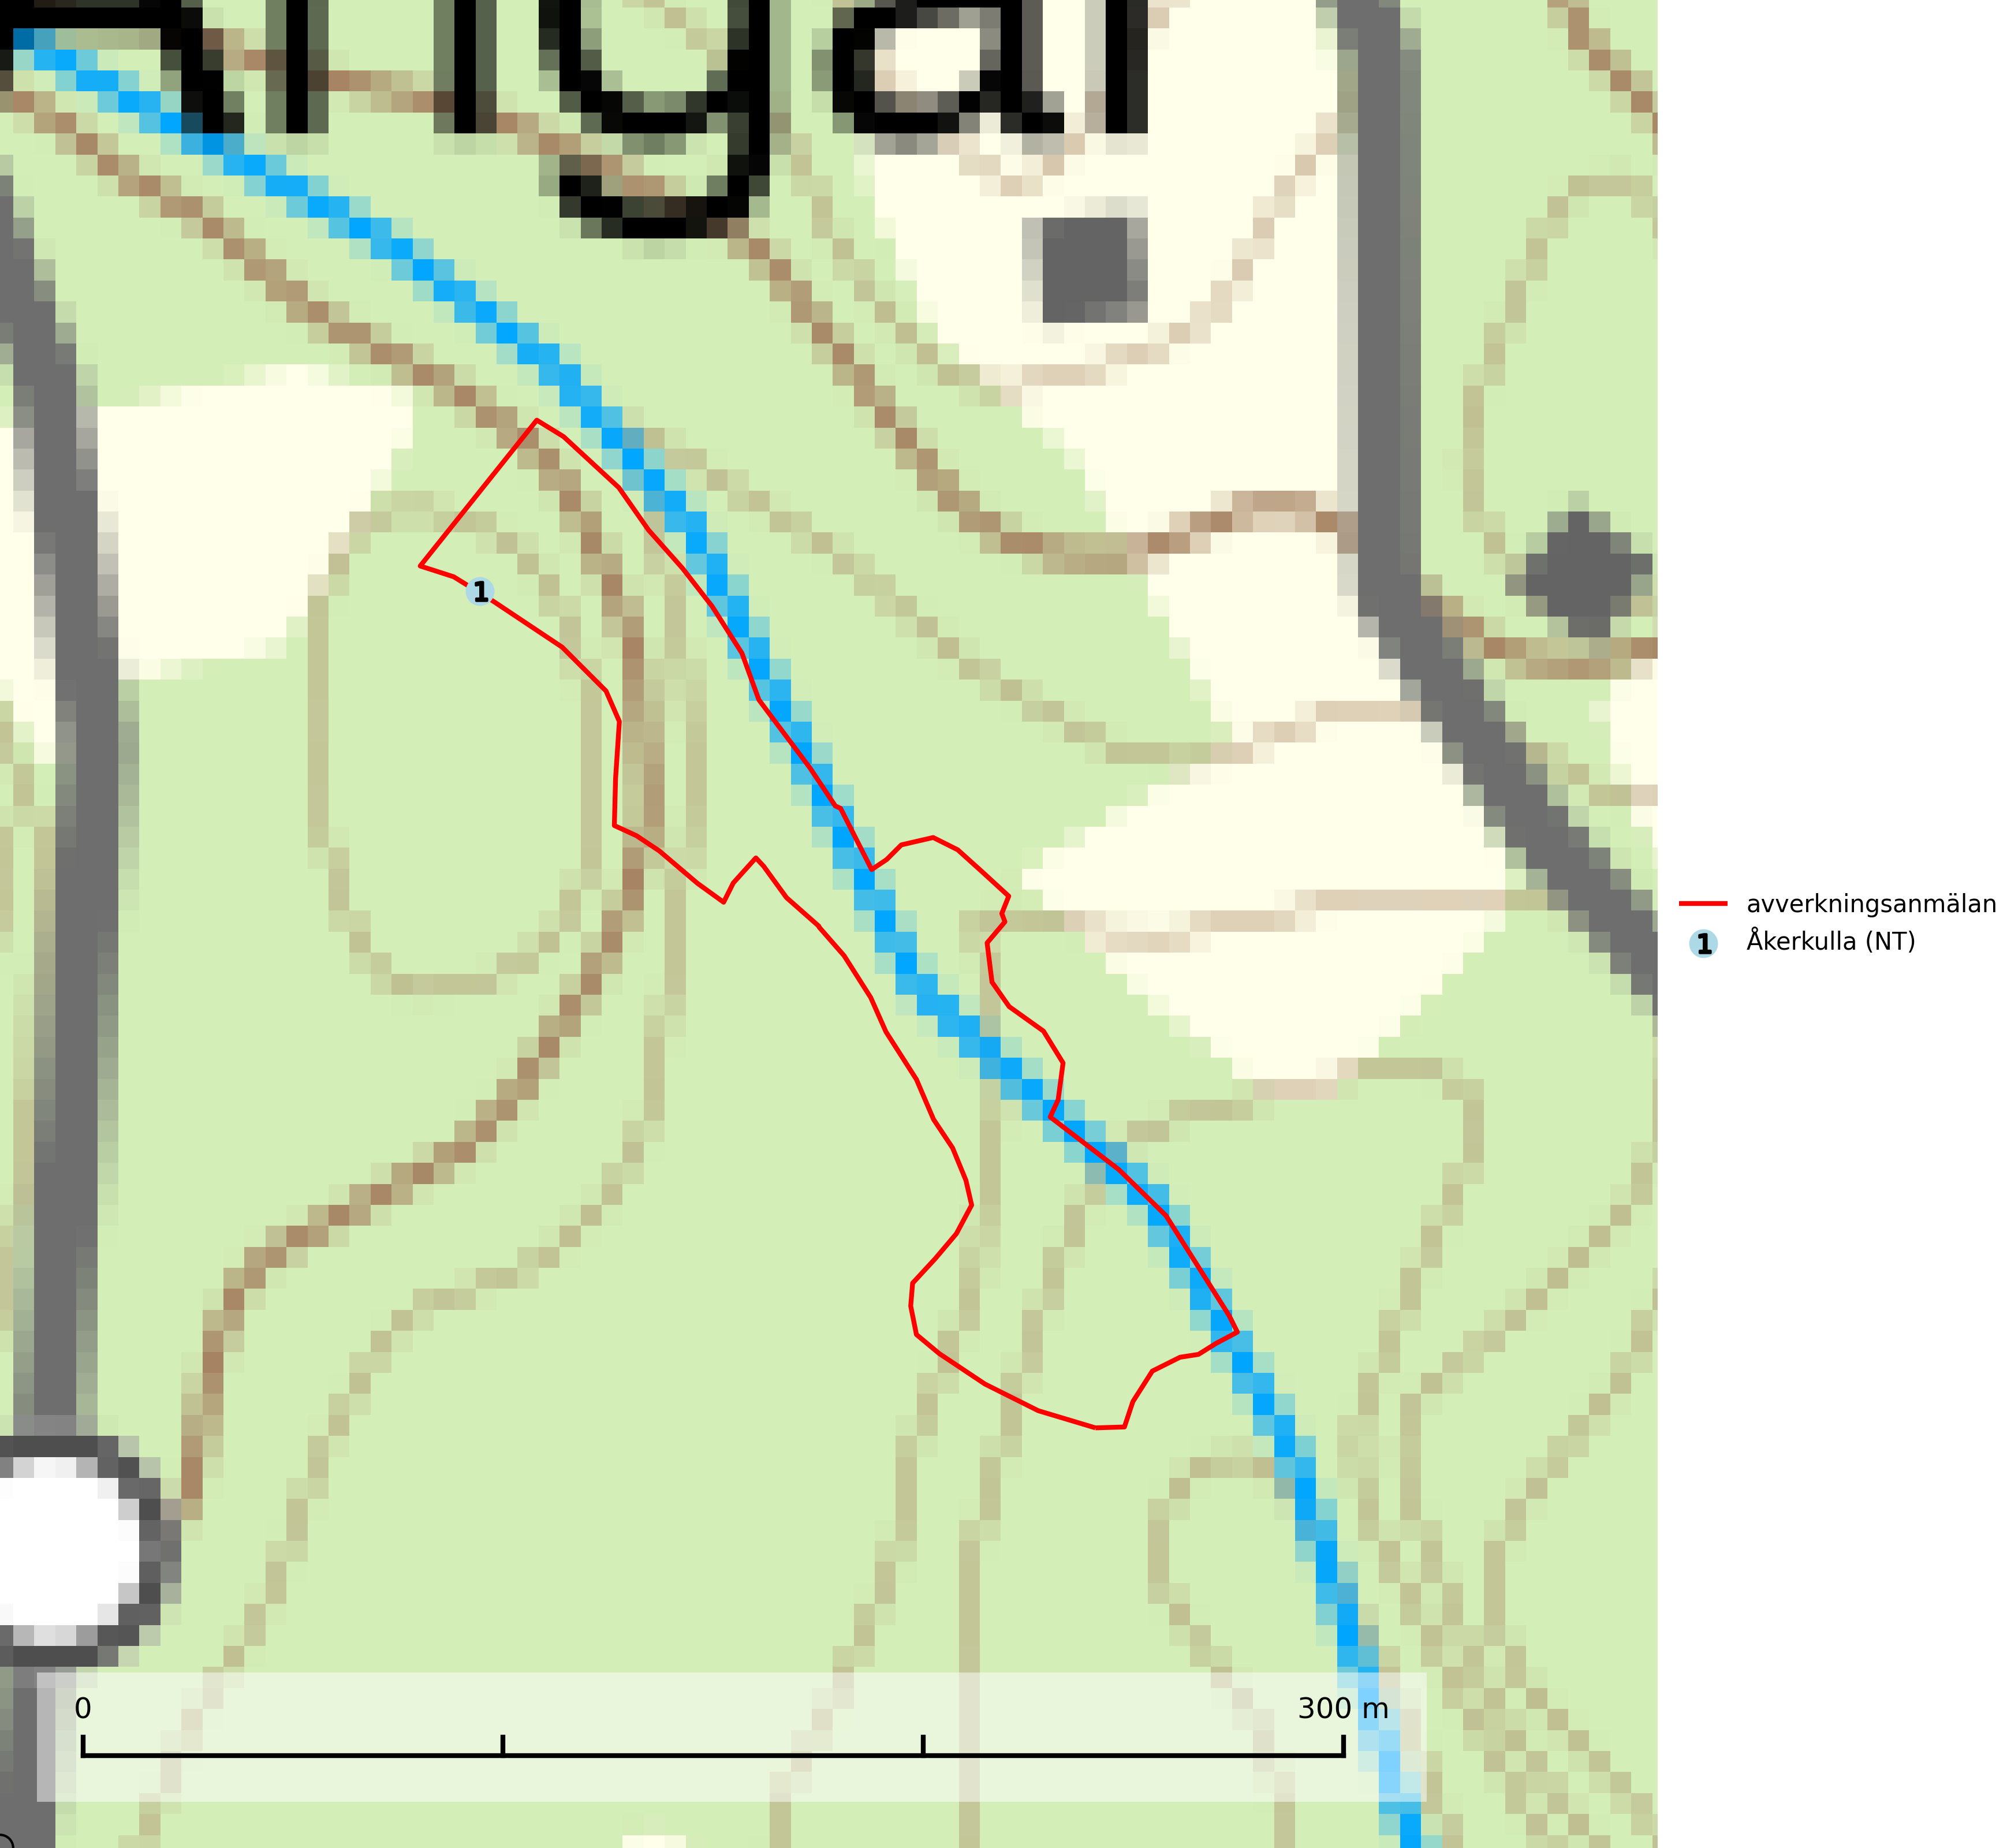 1
avverkningsanmälan
1 Åkerkulla (NT)
0 300 m